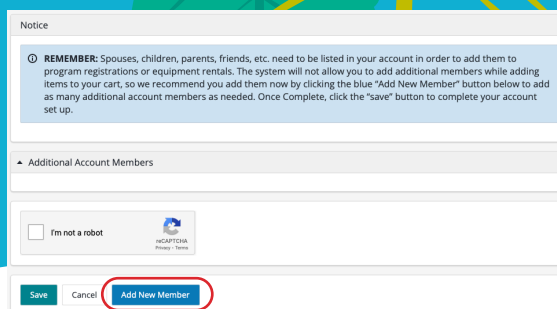 Notice
REMEMBER: Spouses, children, parents, friends, etc. need to be listed in your account in order to add them to
program registrations or equipment rentals. The system will not allow you to add additional members while adding
items to your cart, so we recommend you add them now by clicking the blue “Add New Member” button below to add
as many additional account members as needed. Once Complete, click the “save” button to complete your account
set up.
Additional Account Members
I'm not a robot
reCAPTCHA
Privacy - Terms
Save Cancel Add New Member